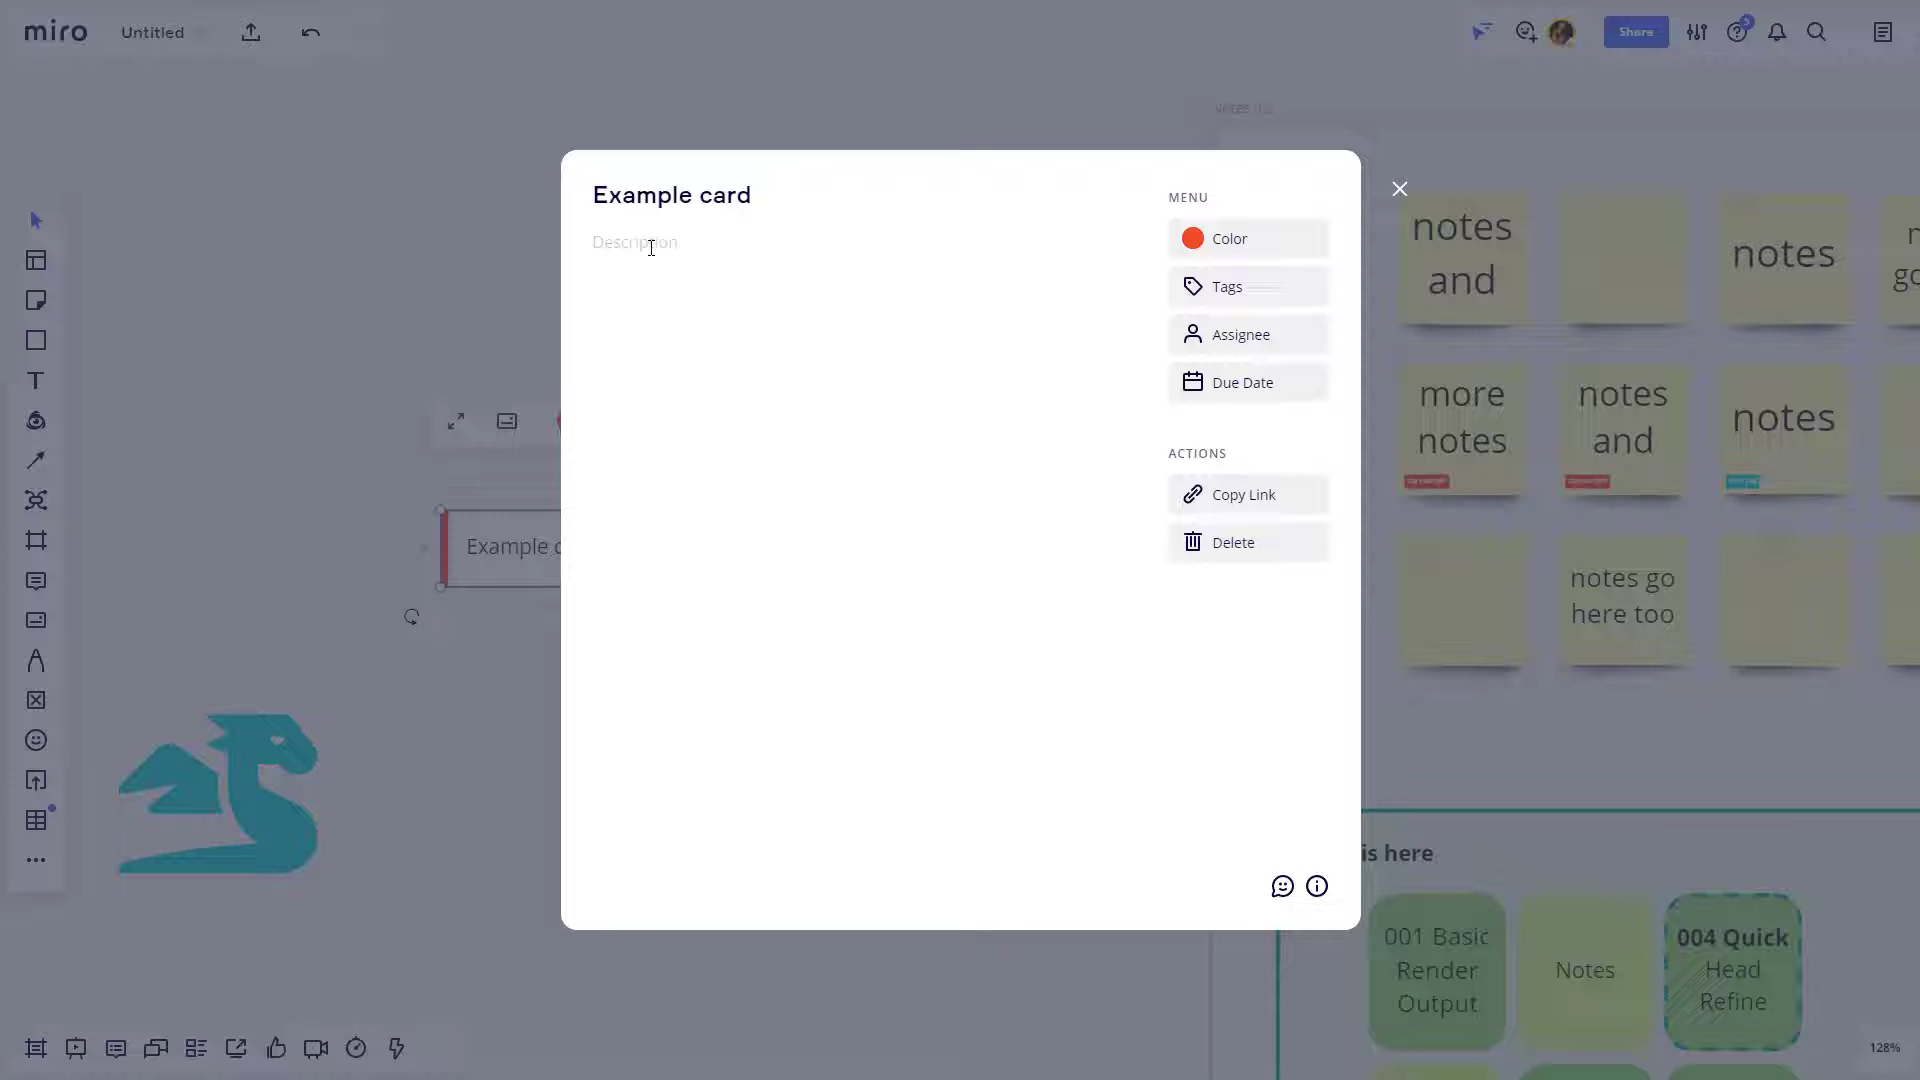 miro
Untitled
Share
5
Example card
Description
MENU
Color
Tags
Assignee
Due Date
ACTIONS
Copy Link
Delete
Example
notes
and
notes
more
notes
notes
and
notes
notes go
here too
is here
001 Basic
Render
Output
Notes
004 Quick
Head
Refine
128%